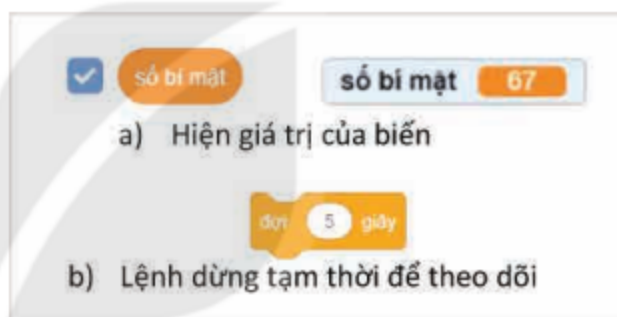 số bí mật số bí mật 67
a) Hiện giá trị của biến
đợi 5 giây
b) Lệnh dừng tạm thời để theo dõi